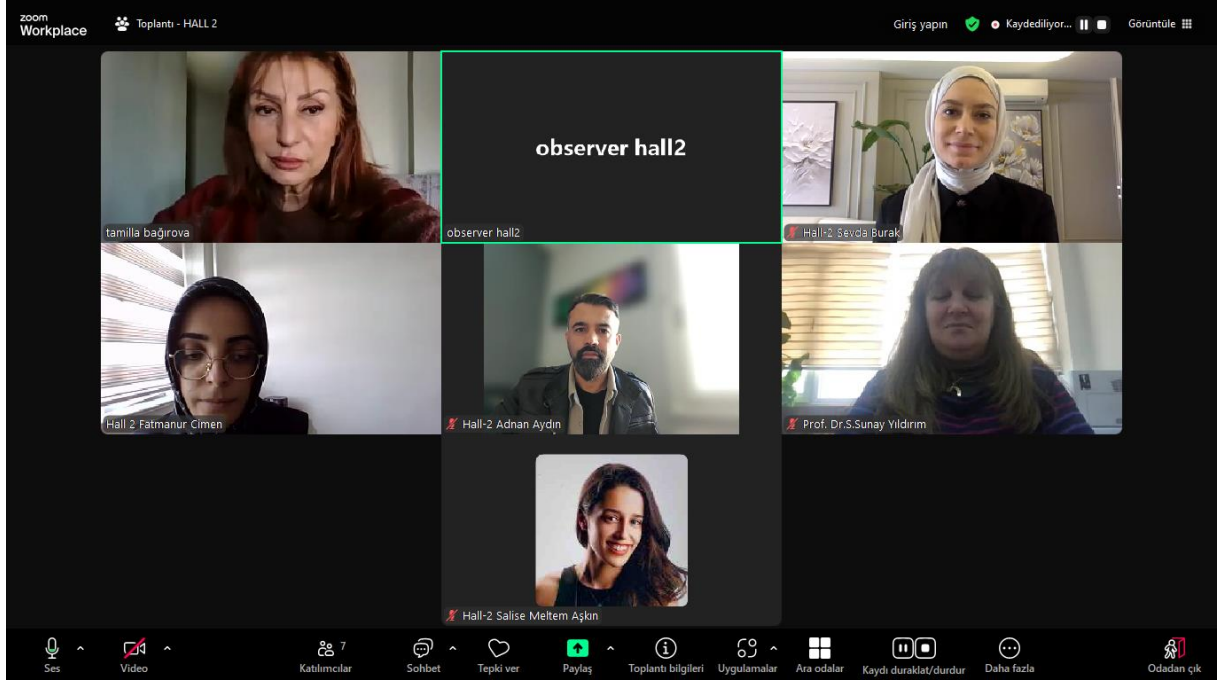 zoom
Workplace
Toplantı - HALL 2
Giriş yapın
Kaydediliyor...
Görüntüle
tamilla bağırova
observer hall2
observer hall2
Hall-2 Sevda Burak
Hall 2 Fatmanur Cimen
Hall-2 Adnan Aydın
Prof. Dr.S.Sunay Yıldırım
Hall-2 Salise Meltem Aşkın
Ses
Video
Katılımcılar
7
Sohbet
Tepki ver
Paylaş
Toplantı bilgileri
Uygulamalar
Ara odalar
Kaydı duraklat/durdur
Daha fazla
Odadan çık